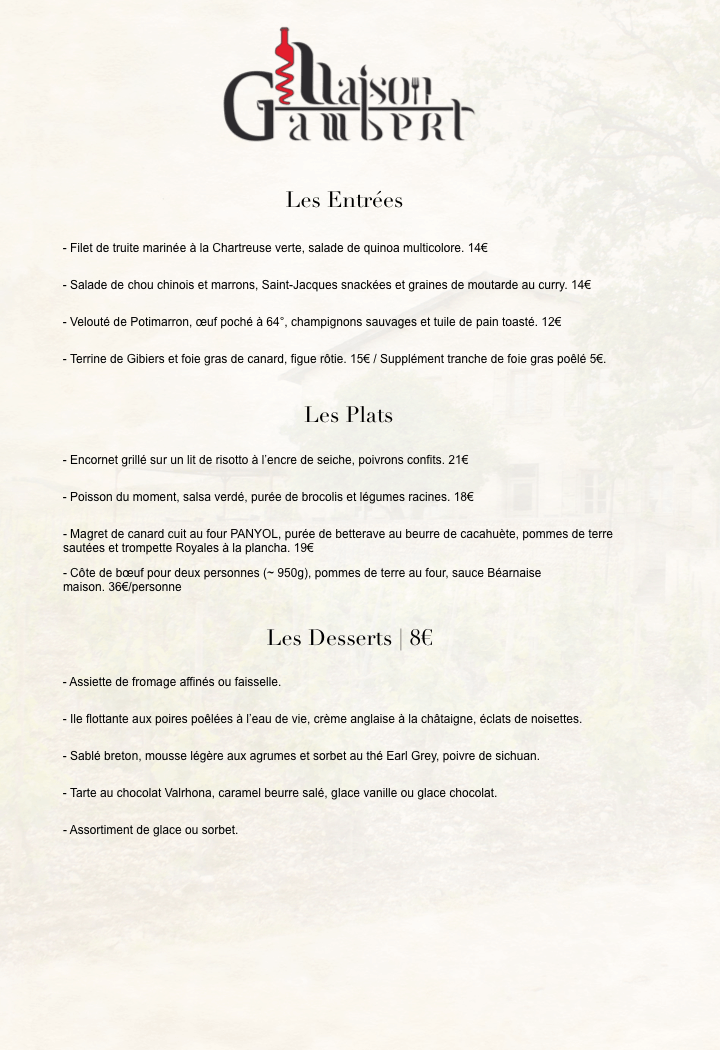 Maison
Gambert
Les Entrées
- Filet de truite marinée à la Chartreuse verte, salade de quinoa multicolore. 14€
- Salade de chou chinois et marrons, Saint-Jacques snackées et graines de moutarde au curry. 14€
- Velouté de Potimarron, œuf poché à 64°, champignons sauvages et tuile de pain toasté. 12€
- Terrine de Gibiers et foie gras de canard, figue rôtie. 15€ / Supplément tranche de foie gras poêlé 5€.
Les Plats
- Encornet grillé sur un lit de risotto à l'encre de seiche, poivrons confits. 21€
- Poisson du moment, salsa verdé, purée de brocolis et légumes racines. 18€
- Magret de canard cuit au four PANYOL, purée de betterave au beurre de cacahuète, pommes de terre
sautées et trompette Royales à la plancha. 19€
- Côte de bœuf pour deux personnes (~ 950g), pommes de terre au four, sauce Béarnaise
maison. 36€/personne
Les Desserts | 8€
- Assiette de fromage affinés ou faisselle.
- Ile flottante aux poires poêlées à l'eau de vie, crème anglaise à la châtaigne, éclats de noisettes.
- Sablé breton, mousse légère aux agrumes et sorbet au thé Earl Grey, poivre de sichuan.
- Tarte au chocolat Valrhona, caramel beurre salé, glace vanille ou glace chocolat.
- Assortiment de glace ou sorbet.